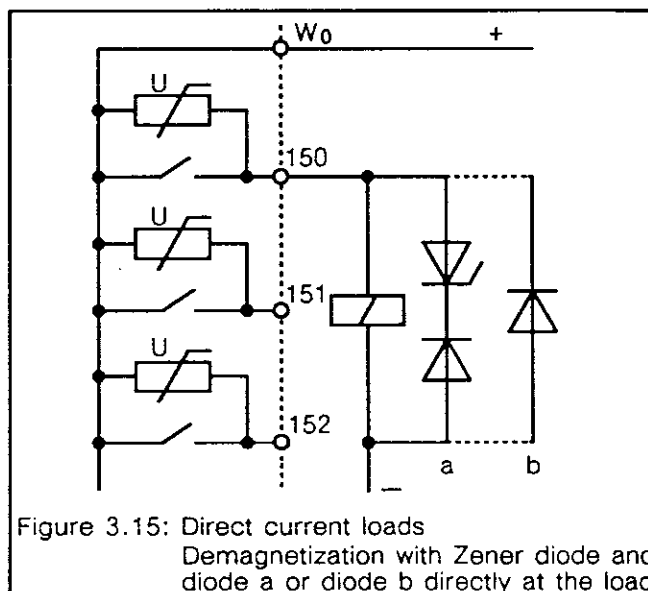 W0 +
U
150
U
151
U
152
a b
−
Figure 3.15: Direct current loads
Demagnetization with Zener diode and
diode a or diode b directly at the load